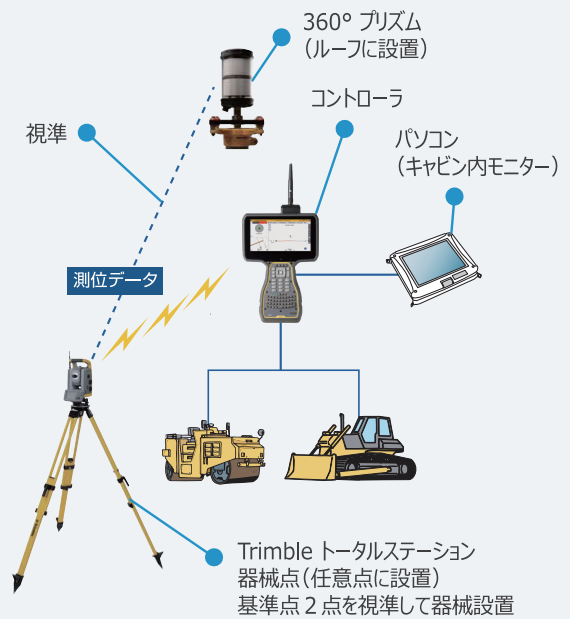 360° プリズム
（ルーフに設置）
コントローラ
視準
パソコン
（キャビン内モニター）
測位データ
Trimble トータルステーション
器械点（任意点に設置）
基準点２点を視準して器械設置